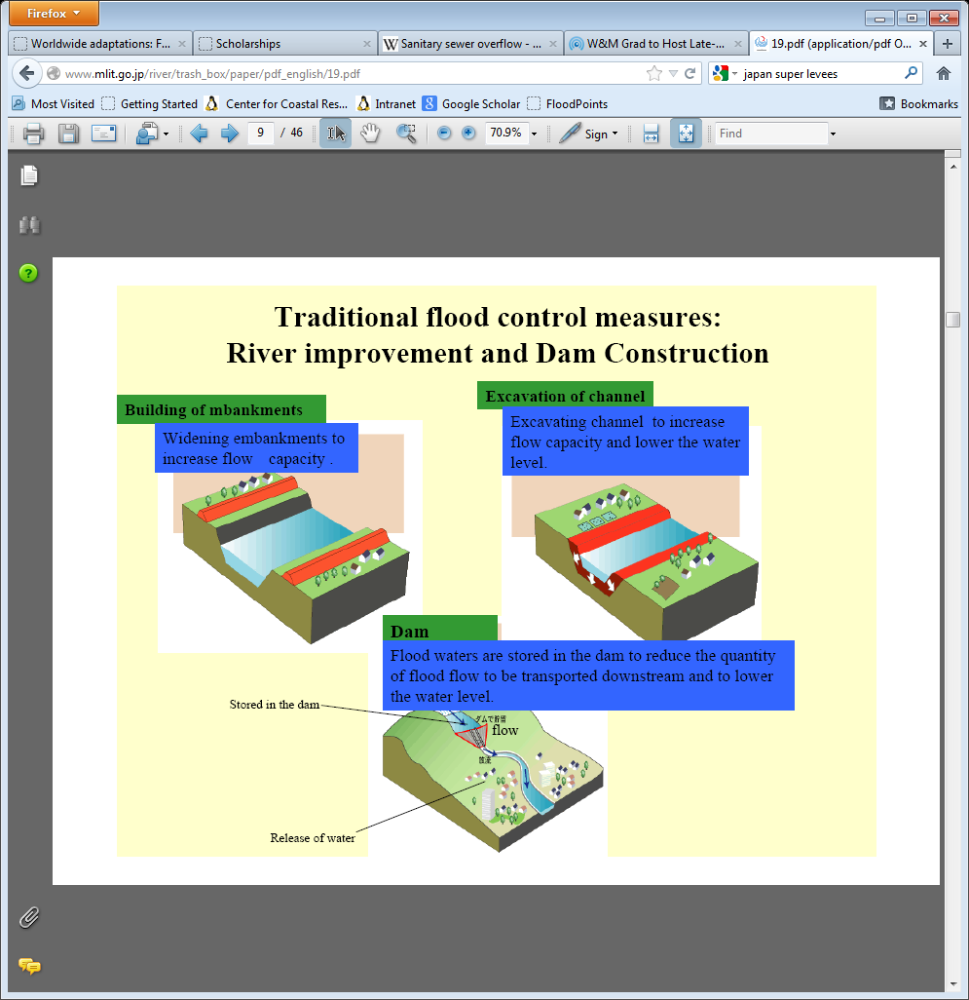 Firefox
Worldwide adaptations: F...
Scholarships
Sanitary sewer overflow - ...
W&M Grad to Host Late-...
19.pdf (application/pdf O...
www.mlit.go.jp/river/trash_box/paper/pdf_english/19.pdf
japan super levees
Most Visited
Getting Started
Center for Coastal Res...
Intranet
Google Scholar
FloodPoints
Bookmarks
9 / 46
70.9%
Sign
Find
Traditional flood control measures:
River improvement and Dam Construction
Building of mbankments
Widening embankments to
increase flow capacity .
Excavation of channel
Excavating channel to increase
flow capacity and lower the water
level.
Dam
Flood waters are stored in the dam to reduce the quantity
of flood flow to be transported downstream and to lower
the water level.
Stored in the dam
ダムで貯留
flow
放流
Release of water